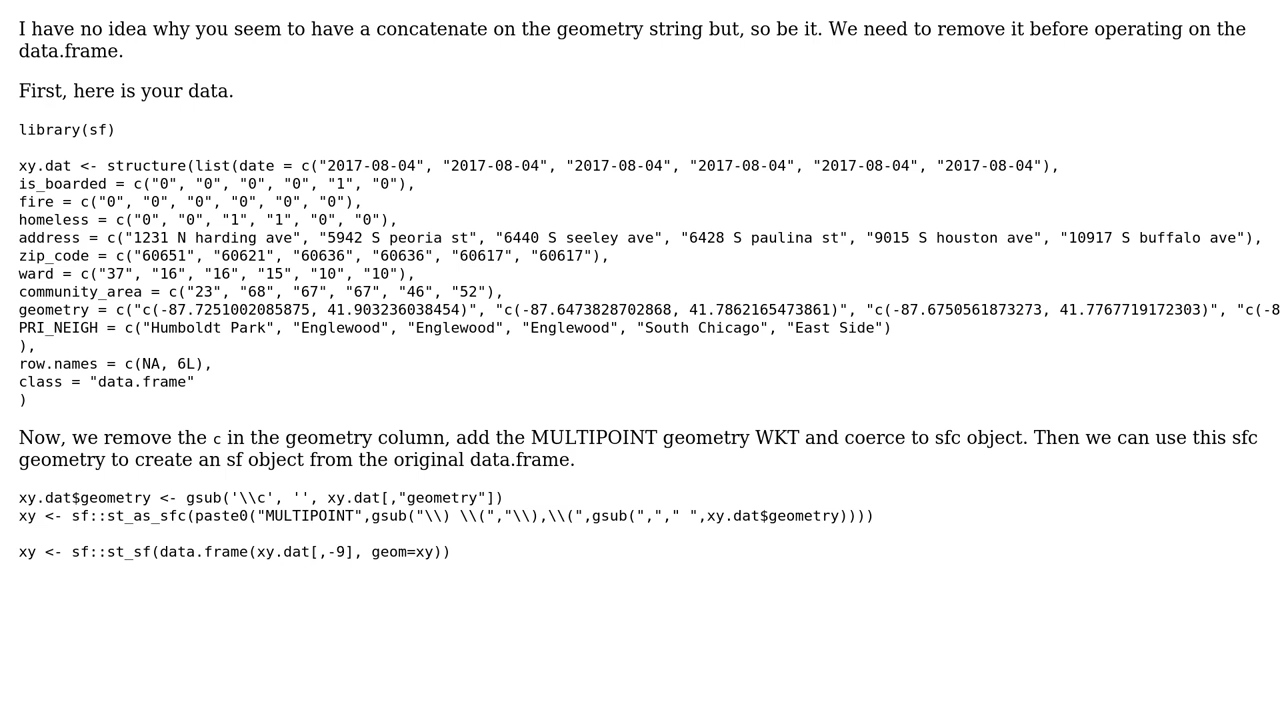 I have no idea why you seem to have a concatenate on the geometry string but, so be it. We need to remove it before operating on the
data.frame.
First, here is your data.
library(sf)
xy.dat <- structure(list(date = c("2017-08-04", "2017-08-04", "2017-08-04", "2017-08-04", "2017-08-04", "2017-08-04"),
is_boarded = c("0", "0", "0", "0", "1", "0"),
fire = c("0", "0", "0", "0", "0", "0"),
homeless = c("0", "0", "1", "1", "0", "0"),
address = c("1231 N harding ave", "5942 S peoria st", "6440 S seeley ave", "6428 S paulina st", "9015 S houston ave", "10917 S buffalo ave"),
zip_code = c("60651", "60621", "60636", "60636", "60617", "60617"),
ward = c("37", "16", "16", "15", "10", "10"),
community_area = c("23", "68", "67", "67", "46", "52"),
geometry = c("c(-87.7251002085875, 41.903236038454)", "c(-87.6473828702868, 41.7862165473861)", "c(-87.6750561873273, 41.7767719172303)", "c(-8
PRI_NEIGH = c("Humboldt Park", "Englewood", "Englewood", "Englewood", "South Chicago", "East Side")
),
row.names = c(NA, 6L),
class = "data.frame"
)
Now, we remove the c in the geometry column, add the MULTIPOINT geometry WKT and coerce to sfc object. Then we can use this sfc
geometry to create an sf object from the original data.frame.
xy.dat$geometry <- gsub('\\c', '', xy.dat[,"geometry"])
xy <- sf::st_as_sfc(paste0("MULTIPOINT",gsub("\\) \\(","\\),\\(",gsub(",", " ",xy.dat$geometry))))
xy <- sf::st_sf(data.frame(xy.dat[,-9], geom=xy))